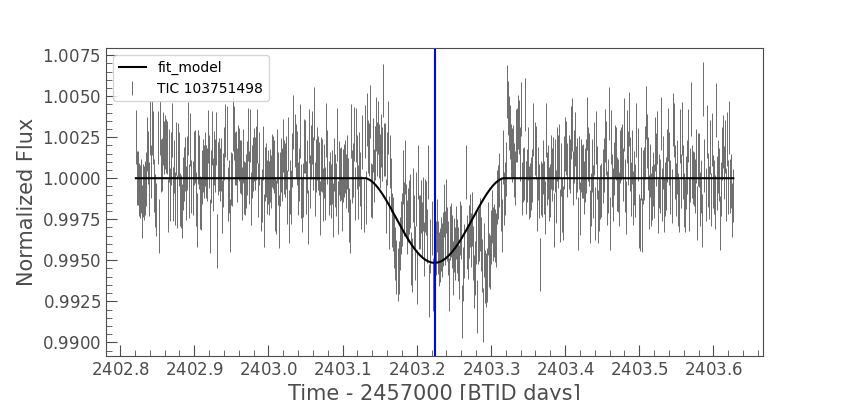 fit_model
TIC 103751498
1.0075
1.0050
1.0025
1.0000
0.9975
0.9950
0.9925
0.9900
Normalized Flux
2402.8 2402.9 2403.0 2403.1 2403.2 2403.3 2403.4 2403.5 2403.6
Time - 2457000 [BTJD days]